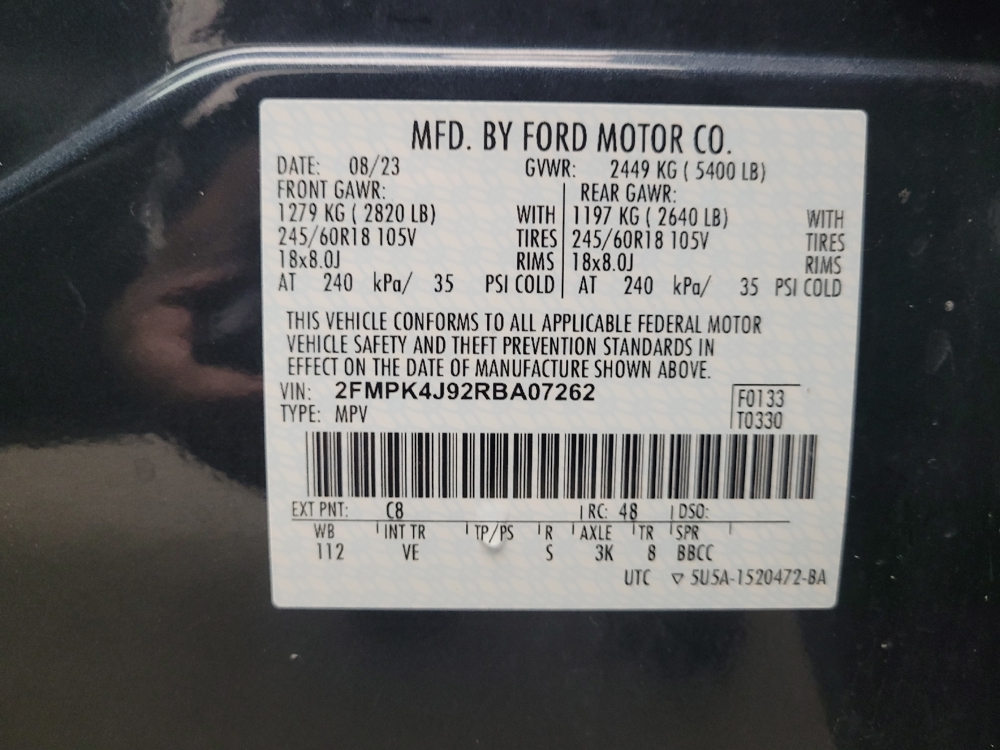 MFD. BY FORD MOTOR CO.
DATE: 08/23 GVWR: 2449 KG ( 5400 LB)
FRONT GAWR: REAR GAWR:
1279 KG ( 2820 LB) WITH 1197 KG ( 2640 LB) WITH
245/60R18 105V TIRES 245/60R18 105V TIRES
18x8.0J RIMS 18x8.0J RIMS
AT 240 kPa/ 35 PSI COLD AT 240 kPa/ 35 PSI COLD
THIS VEHICLE CONFORMS TO ALL APPLICABLE FEDERAL MOTOR
VEHICLE SAFETY AND THEFT PREVENTION STANDARDS IN
EFFECT ON THE DATE OF MANUFACTURE SHOWN ABOVE.
VIN: 2FMPK4J92RBA07262 F0133
TYPE: MPV T0330
EXT PNT: C8 RC: 48 DSO:
WB INT TR TP/PS R AXLE TR SPR
112 VE S 3K 8 BBCC
UTC ▽ 5U5A-1520472-BA